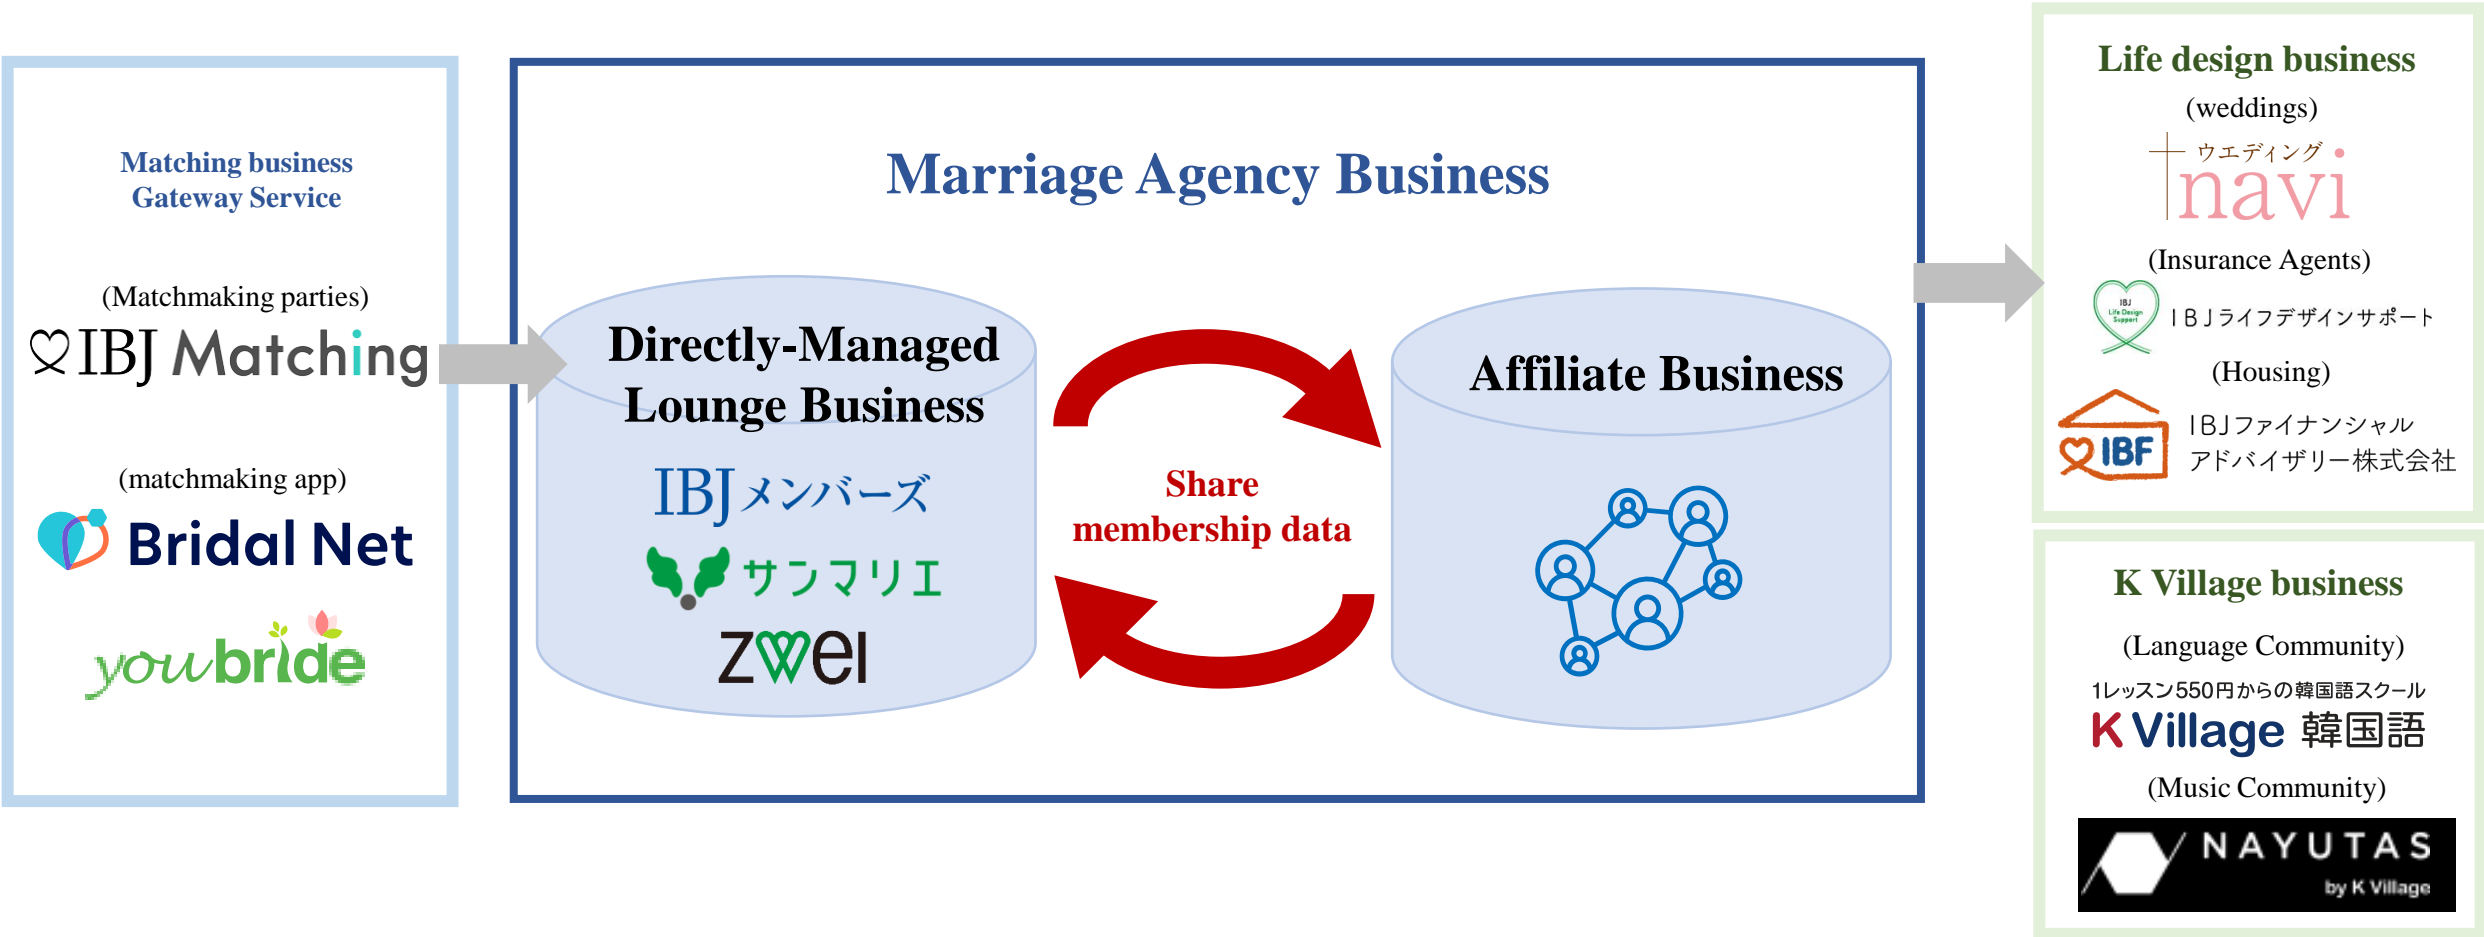 Matching business
Gateway Service
(Matchmaking parties)
IBJ Matching
(matchmaking app)
Bridal Net
youbride
Marriage Agency Business
Directly-Managed
Lounge Business
IBJメンバーズ
サンマリエ
zwei
Share
membership data
Affiliate Business
Life design business
(weddings)
ウエディング
navi
(Insurance Agents)
IBJ
Life Design
Support
IBJライフデザインサポート
(Housing)
IBF
IBJファイナンシャル
アドバイザリー株式会社
K Village business
(Language Community)
1レッスン550円からの韓国語スクール
K Village 韓国語
(Music Community)
NAYUTAS
by K Village